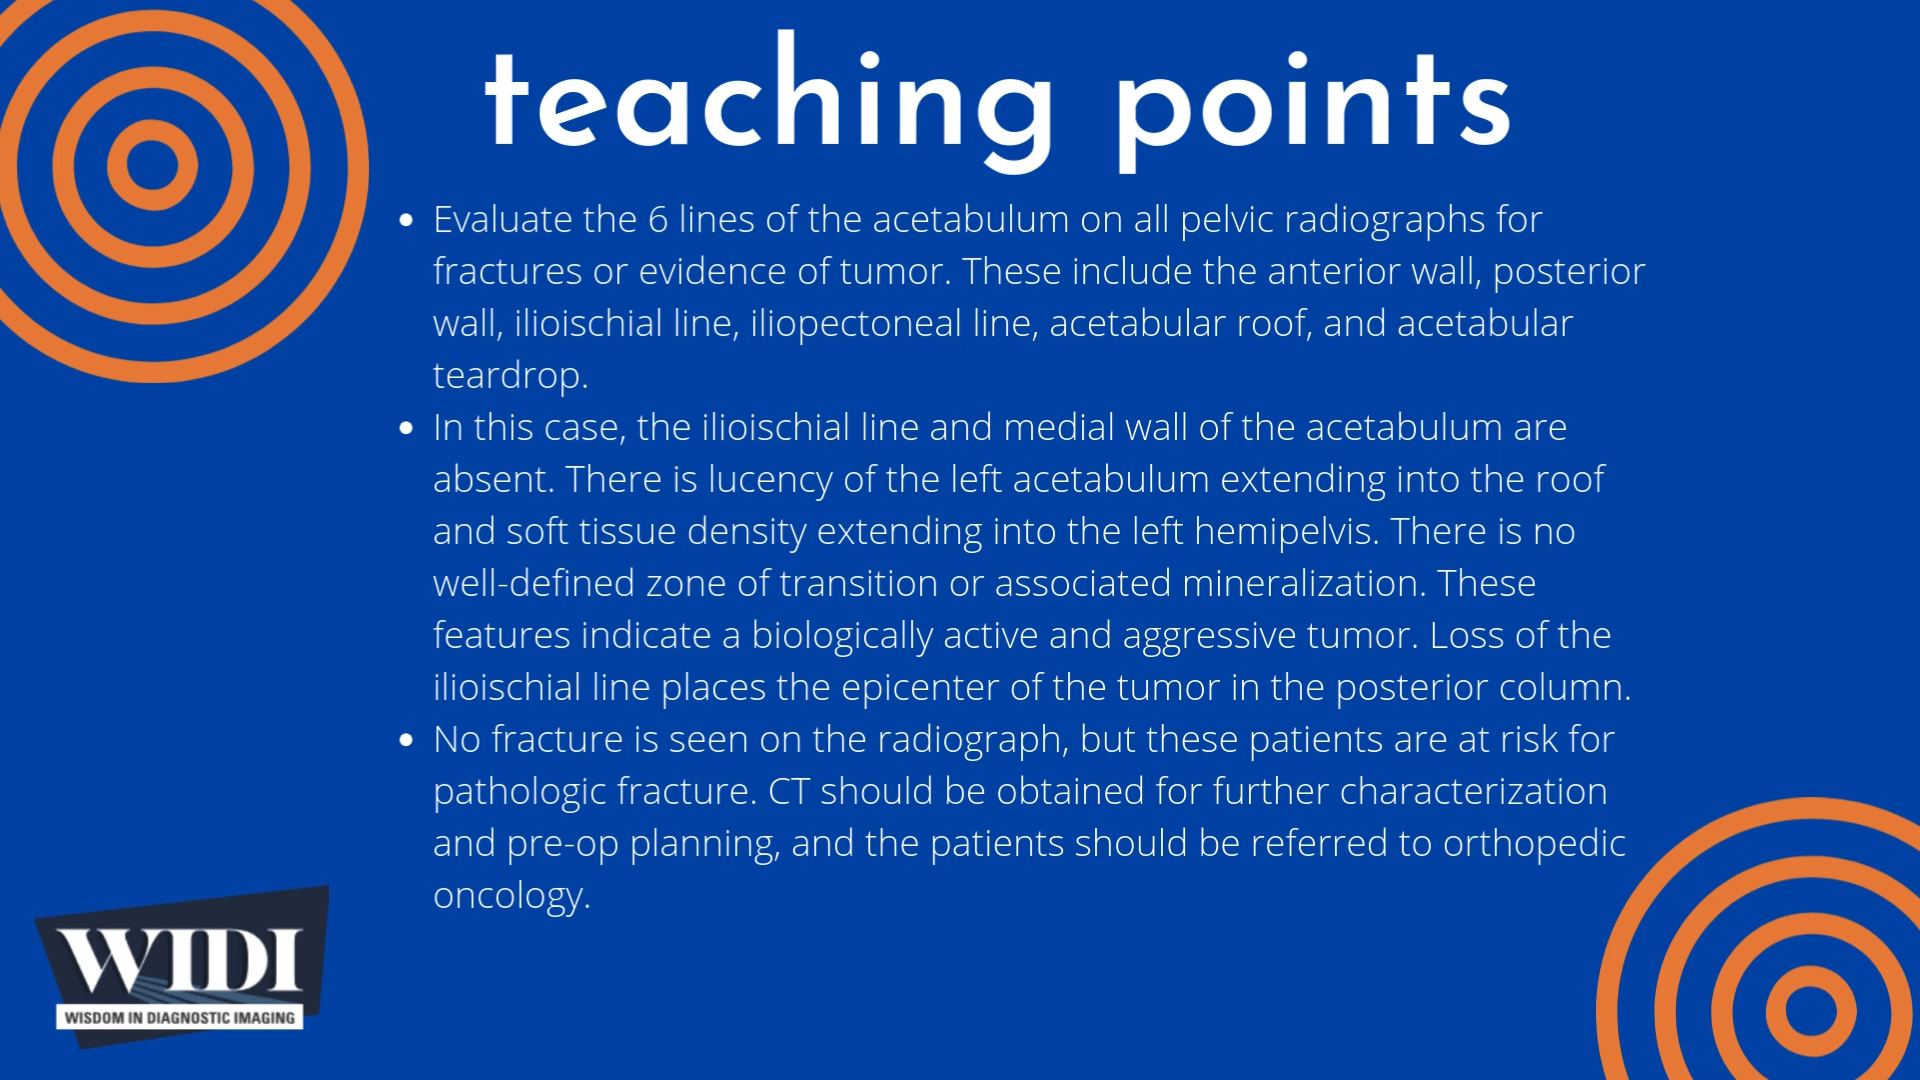 teaching points
• Evaluate the 6 lines of the acetabulum on all pelvic radiographs for
fractures or evidence of tumor. These include the anterior wall, posterior
wall, ilioischial line, iliopectoneal line, acetabular roof, and acetabular
teardrop.
• In this case, the ilioischial line and medial wall of the acetabulum are
absent. There is lucency of the left acetabulum extending into the roof
and soft tissue density extending into the left hemipelvis. There is no
well-defined zone of transition or associated mineralization. These
features indicate a biologically active and aggressive tumor. Loss of the
ilioischial line places the epicenter of the tumor in the posterior column.
• No fracture is seen on the radiograph, but these patients are at risk for
pathologic fracture. CT should be obtained for further characterization
and pre-op planning, and the patients should be referred to orthopedic
oncology.
WIDI
WISDOM IN DIAGNOSTIC IMAGING